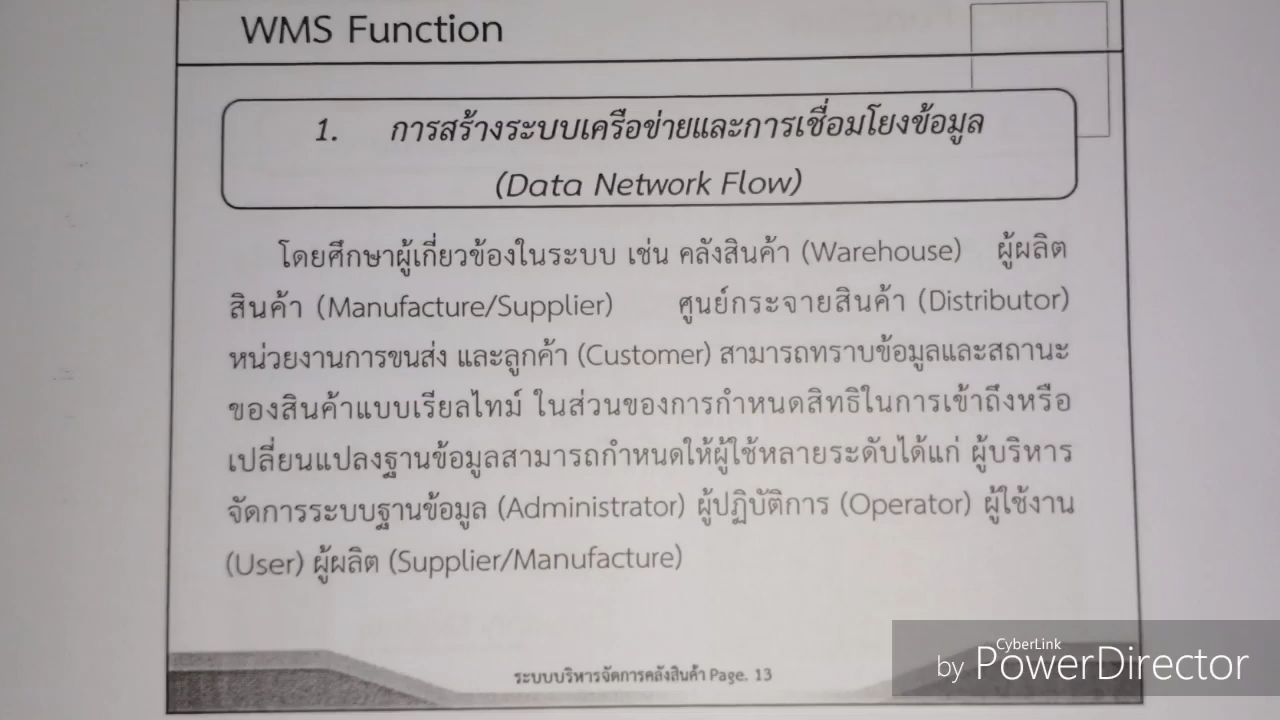 WMS Function
1. การสร้างระบบเครือข่ายและการเชื่อมโยงข้อมูล
(Data Network Flow)
โดยศึกษาผู้เกี่ยวข้องในระบบ เช่น คลังสินค้า (Warehouse) ผู้ผลิต
สินค้า (Manufacture/Supplier) ศูนย์กระจายสินค้า (Distributor)
หน่วยงานการขนส่ง และลูกค้า (Customer) สามารถทราบข้อมูลและสถานะ
ของสินค้าแบบเรียลไทม์ ในส่วนของการกำหนดสิทธิในการเข้าถึงหรือ
เปลี่ยนแปลงฐานข้อมูลสามารถกำหนดให้ผู้ใช้หลายระดับได้แก่ ผู้บริหาร
จัดการระบบฐานข้อมูล (Administrator) ผู้ปฏิบัติการ (Operator) ผู้ใช้งาน
(User) ผู้ผลิต (Supplier/Manufacture)
ระบบบริหารจัดการคลังสินค้า Page. 13
CyberLink
by PowerDirector